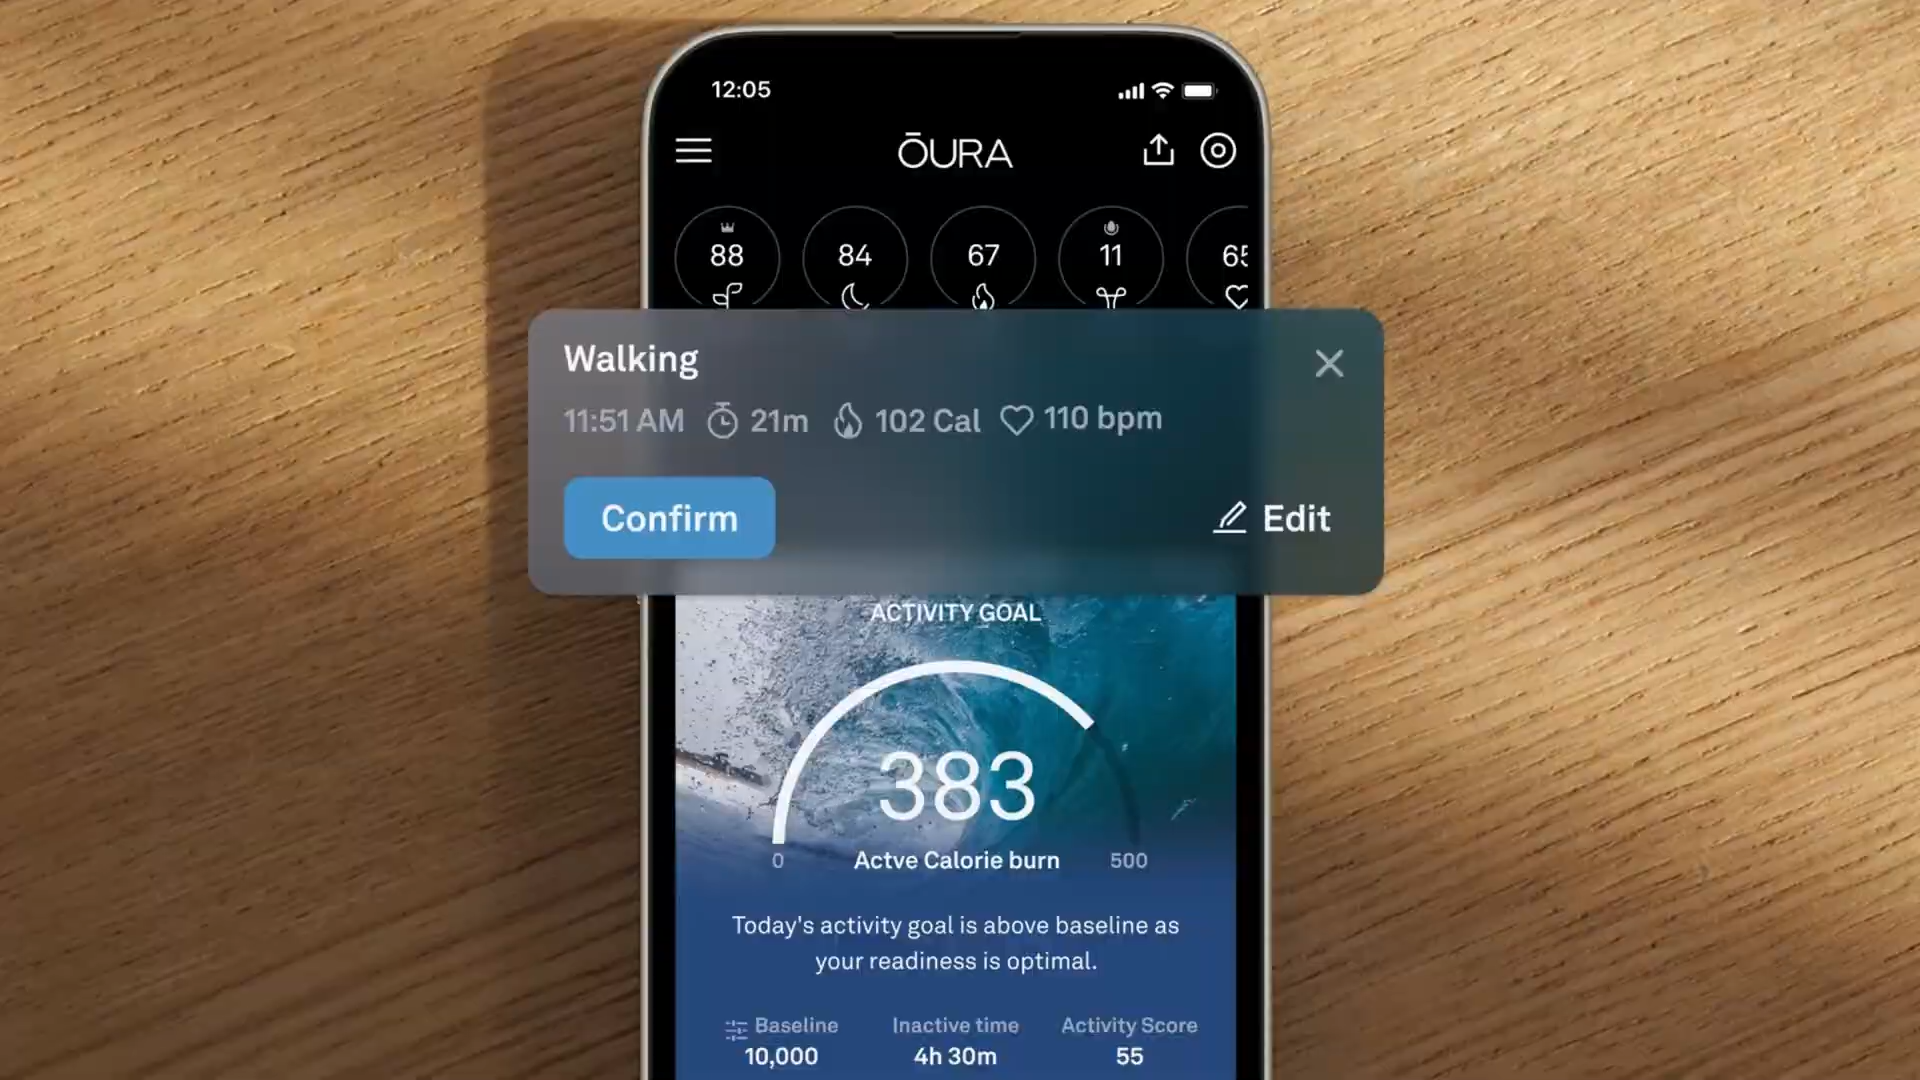 12:05
ŌURA
88 84 67 11 65
Walking
11:51 AM 21m 102 Cal 110 bpm
Confirm
Edit
ACTIVITY GOAL
383
0 Actve Calorie burn 500
Today's activity goal is above baseline as
your readiness is optimal.
Baseline Inactive time Activity Score
10,000 4h 30m 55